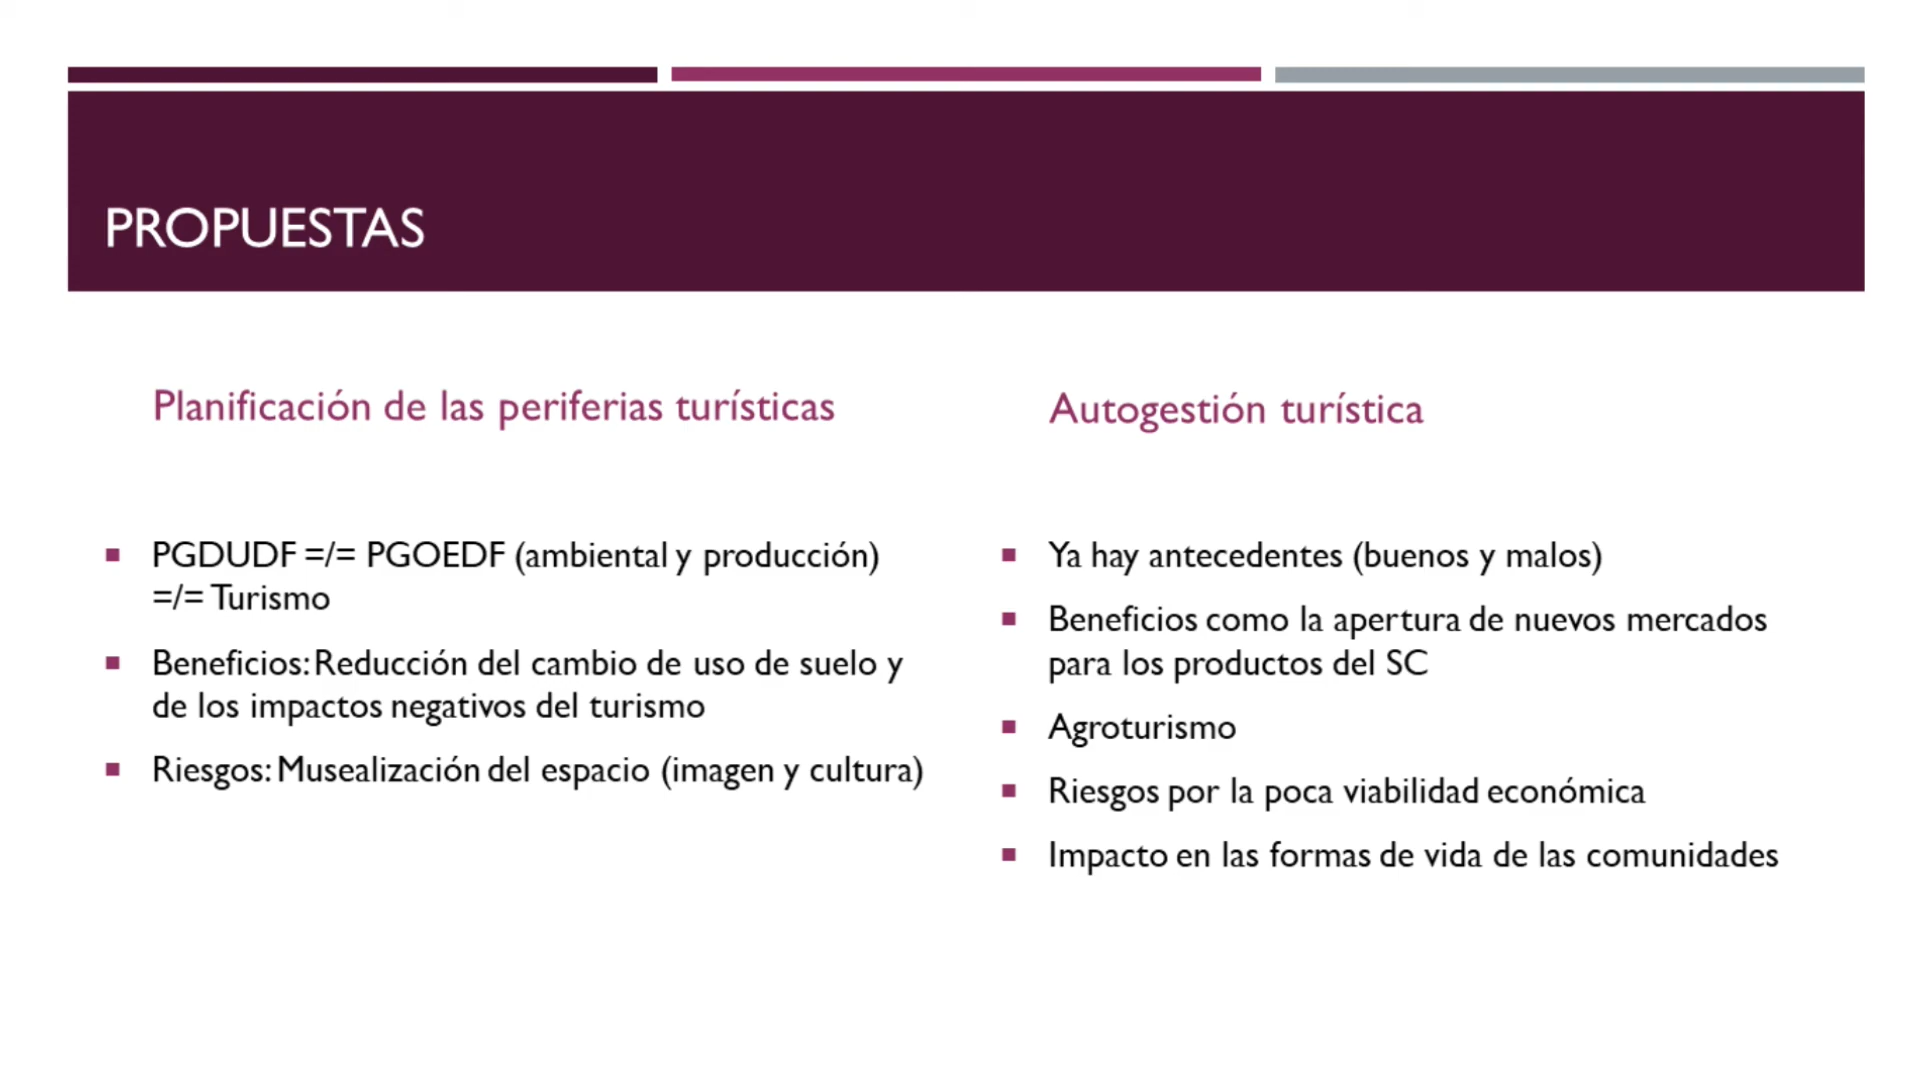 PROPUESTAS
Planificación de las periferias turísticas
PGDUDF =/= PGOEDF (ambiental y producción)
=/= Turismo
Beneficios: Reducción del cambio de uso de suelo y
de los impactos negativos del turismo
Riesgos: Musealización del espacio (imagen y cultura)
Autogestión turística
Ya hay antecedentes (buenos y malos)
Beneficios como la apertura de nuevos mercados
para los productos del SC
Agroturismo
Riesgos por la poca viabilidad económica
Impacto en las formas de vida de las comunidades